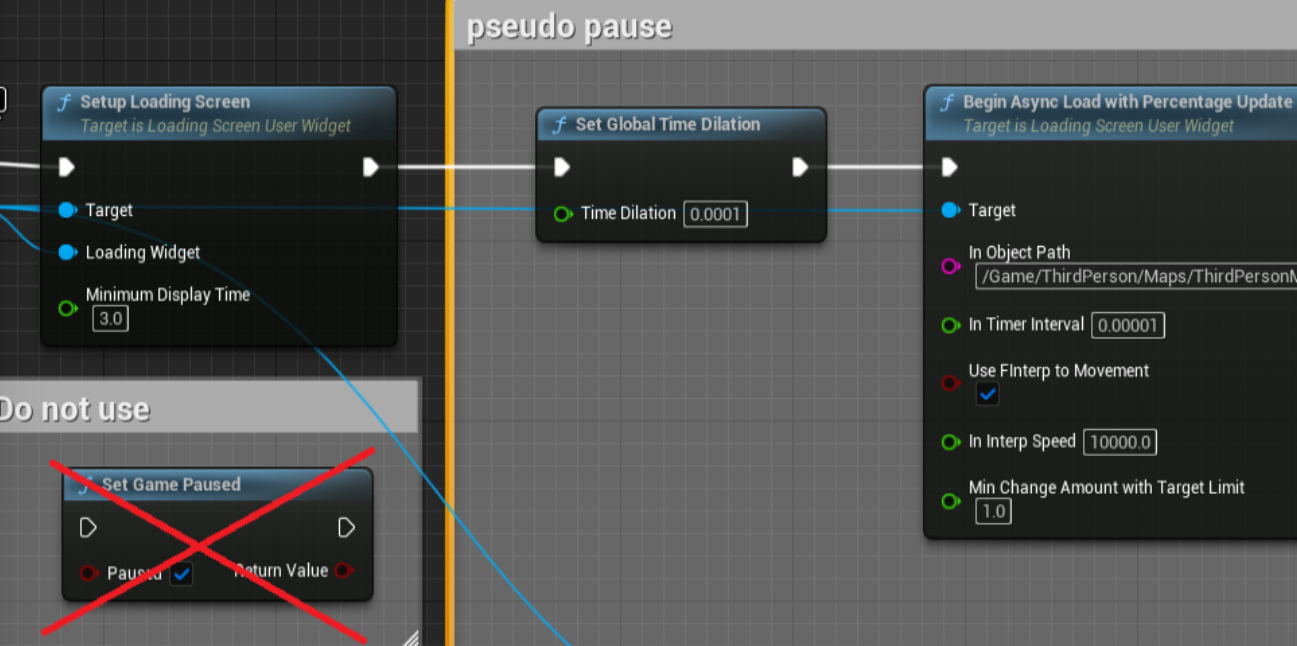 pseudo pause
Setup Loading Screen
Target is Loading Screen User Widget
Target
Loading Widget
Minimum Display Time
3.0
Set Global Time Dilation
Time Dilation 0.0001
Begin Async Load with Percentage Update
Target is Loading Screen User Widget
Target
In Object Path
/Game/ThirdPerson/Maps/ThirdPersonM
In Timer Interval 0.00001
Use FInterp to Movement
In Interp Speed 10000.0
Min Change Amount with Target Limit
1.0
Do not use
Set Game Paused
Paused Return Value